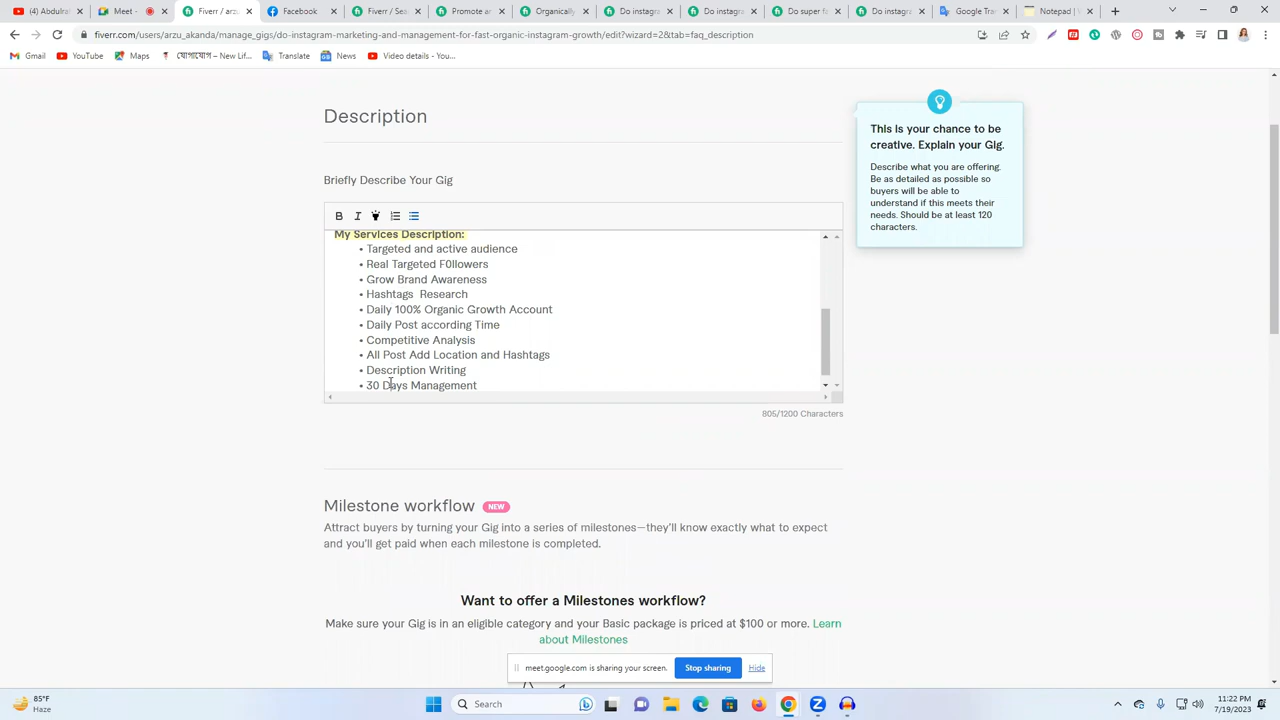 (4) Abdulra
Meet -
Fiverr / arzu
Facebook
Fiverr / Sea
Promote an
Organically
Do instagra
Do instagra
Do super fa
Do instagra
Google Tran
Notepad |
fiverr.com/users/arzu_akanda/manage_gigs/do-instagram-marketing-and-management-for-fast-organic-instagram-growth/edit?wizard=2&tab=faq_description
Gmail
YouTube
Maps
যোগাযোগ – New Lei...
Translate
News
Video details - You...
Description
This is your chance to be
creative. Explain your Gig.
Describe what you are offering.
Be as detailed as possible so
buyers will be able to
understand if this meets their
needs. Should be at least 120
characters.
Briefly Describe Your Gig
B I
My Services Description:
• Targeted and active audience
• Real Targeted F0llowers
• Grow Brand Awareness
• Hashtags Research
• Daily 100% Organic Growth Account
• Daily Post according Time
• Competitive Analysis
• All Post Add Location and Hashtags
• Description Writing
• 30 Days Management
805/1200 Characters
Milestone workflow NEW
Attract buyers by turning your Gig into a series of milestones—they'll know exactly what to expect
and you'll get paid when each milestone is completed.
Want to offer a Milestones workflow?
Make sure your Gig is in an eligible category and your Basic package is priced at $100 or more. Learn
about Milestones
meet.google.com is sharing your screen.
Stop sharing
Hide
85°F
Haze
Search
11:22 PM
7/19/2023